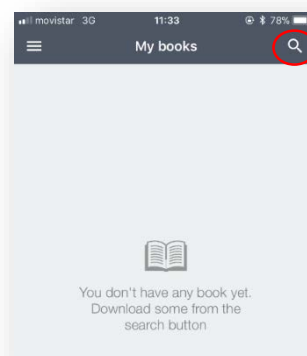 movistar 3G 11:33 78%
My books
You don't have any book yet.
Download some from the
search button